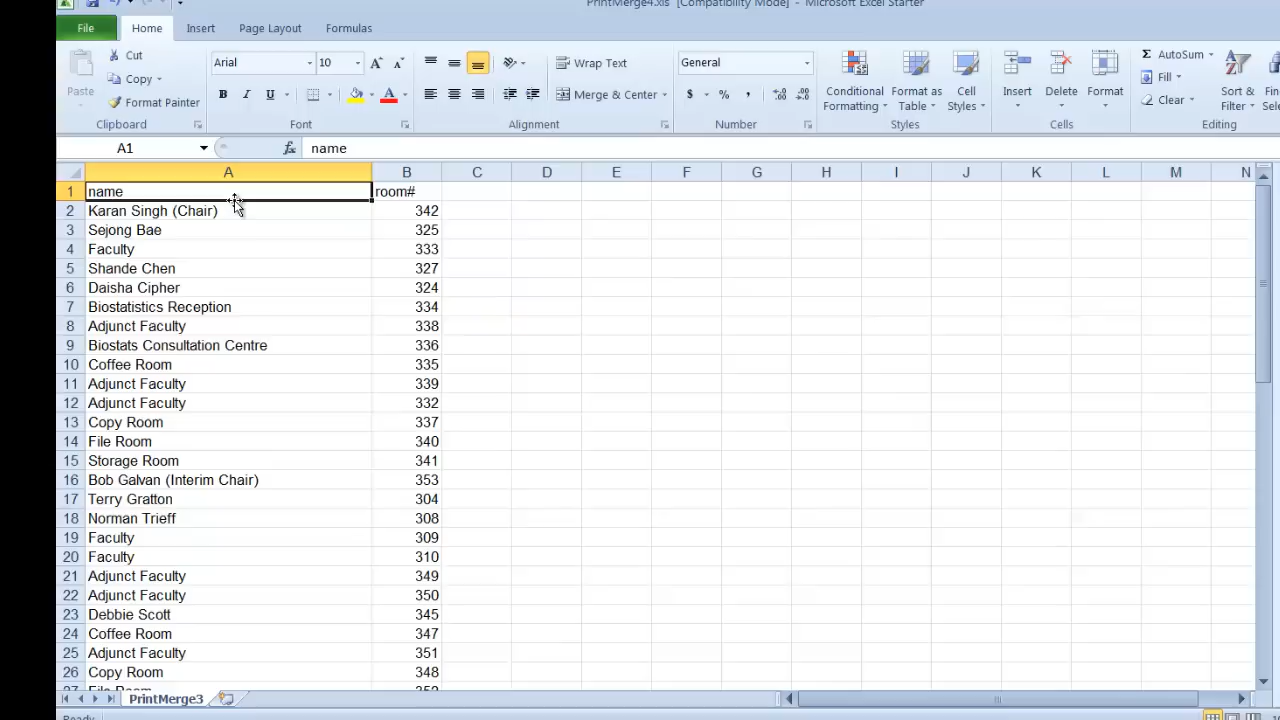 PrintMerge4.xls [Compatibility Mode] - Microsoft Excel Starter
File Home Insert Page Layout Formulas
Paste Cut Copy Format Painter
Arial 10 B I U
Wrap Text Merge & Center
General $ % ,
Conditional Formatting Format as Table Cell Styles
Insert Delete Format
Σ AutoSum Fill Clear Sort & Filter
Clipboard Font Alignment Number Styles Cells Editing
A1 fx name
A B C D E F G H I J K L M N
1 name room#
2 Karan Singh (Chair) 342
3 Sejong Bae 325
4 Faculty 333
5 Shande Chen 327
6 Daisha Cipher 324
7 Biostatistics Reception 334
8 Adjunct Faculty 338
9 Biostats Consultation Centre 336
10 Coffee Room 335
11 Adjunct Faculty 339
12 Adjunct Faculty 332
13 Copy Room 337
14 File Room 340
15 Storage Room 341
16 Bob Galvan (Interim Chair) 353
17 Terry Gratton 304
18 Norman Trieff 308
19 Faculty 309
20 Faculty 310
21 Adjunct Faculty 349
22 Adjunct Faculty 350
23 Debbie Scott 345
24 Coffee Room 347
25 Adjunct Faculty 351
26 Copy Room 348
27 File Room 352
PrintMerge3
Ready